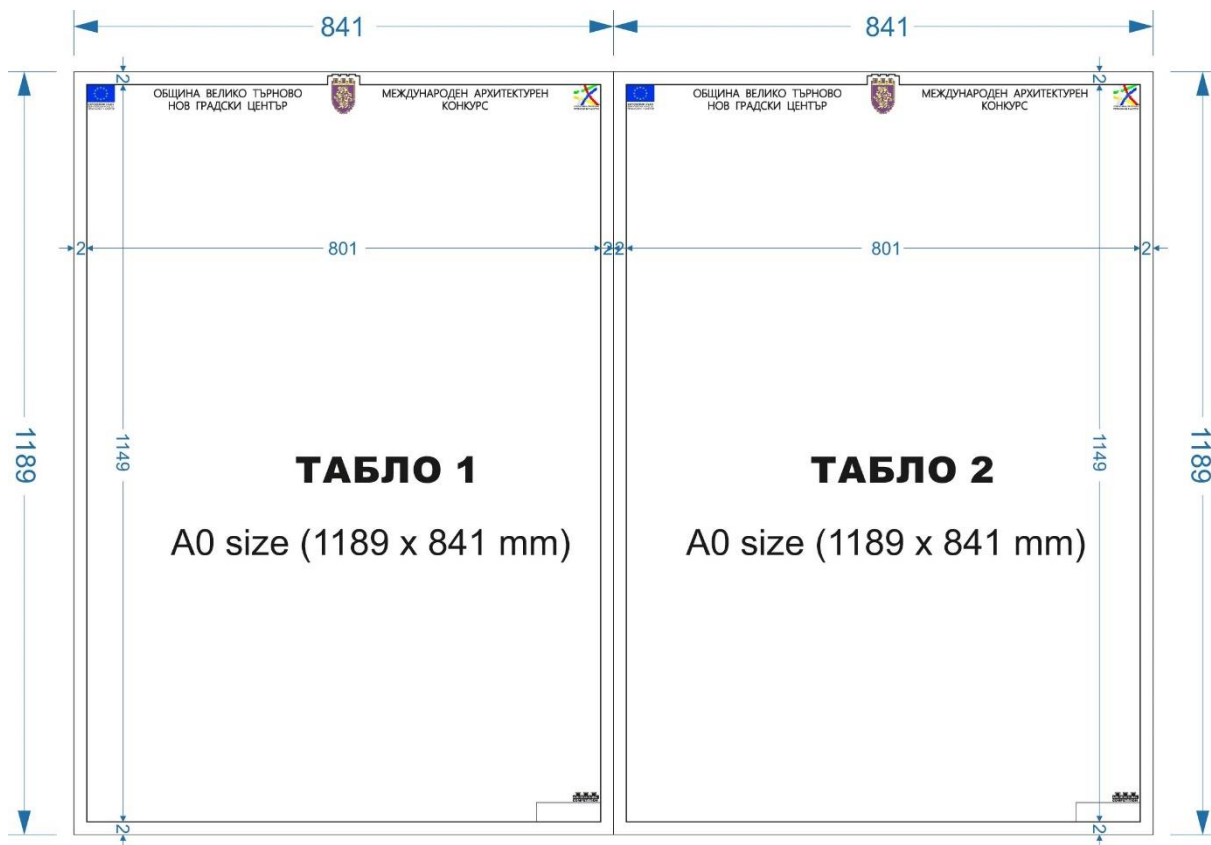 841 841
2 2
ОБЩИНА ВЕЛИКО ТЪРНОВО МЕЖДУНАРОДЕН АРХИТЕКТУРЕН ОБЩИНА ВЕЛИКО ТЪРНОВО МЕЖДУНАРОДЕН АРХИТЕКТУРЕН
НОВ ГРАДСКИ ЦЕНТЪР КОНКУРС НОВ ГРАДСКИ ЦЕНТЪР КОНКУРС
2 801 2 2 801 2
1189 1149 1149 1189
ТАБЛО 1 ТАБЛО 2
A0 size (1189 x 841 mm) A0 size (1189 x 841 mm)
2 2